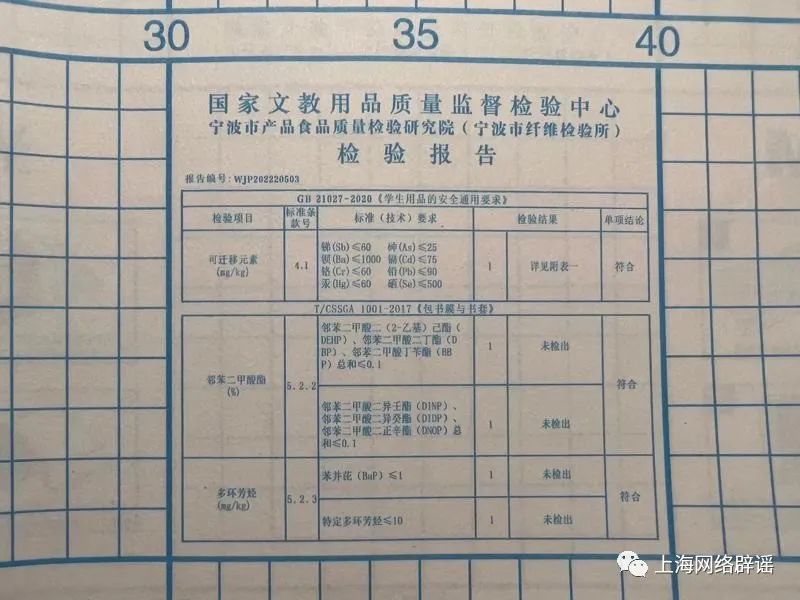 30 35 40
国家文教用品质量监督检验中心
宁波市产品食品质量检验研究院（宁波市纤维检验所）
检验报告
报告编号：WJP202220503
GB 21027-2020《学生用品的安全通用要求》
检验项目 标准条款号 标准（技术）要求 检验结果 单项结论
可迁移元素
(mg/kg)
4.1
锑(Sb)≤60 砷(As)≤25
钡(Ba)≤1000 镉(Cd)≤75
铬(Cr)≤60 铅(Pb)≤90
汞(Hg)≤60 硒(Se)≤500
1 详见附表一 符合
T/CSSGA 1001-2017《包书膜与书套》
邻苯二甲酸酯
(%)
5.2.2
邻苯二甲酸二（2-乙基）己酯（
DEHP）、邻苯二甲酸二丁酯（D
BP）、邻苯二甲酸丁苄酯（BB
P）总和≤0.1
1 未检出
符合
邻苯二甲酸二异壬酯（DINP）、
邻苯二甲酸二异癸酯（DIDP）、
邻苯二甲酸二正辛酯（DNOP）总
和≤0.1
1 未检出
多环芳烃
(mg/kg)
5.2.3
苯并芘（BaP）≤1 1 未检出
符合
特定多环芳烃≤10 1 未检出
上海网络辟谣